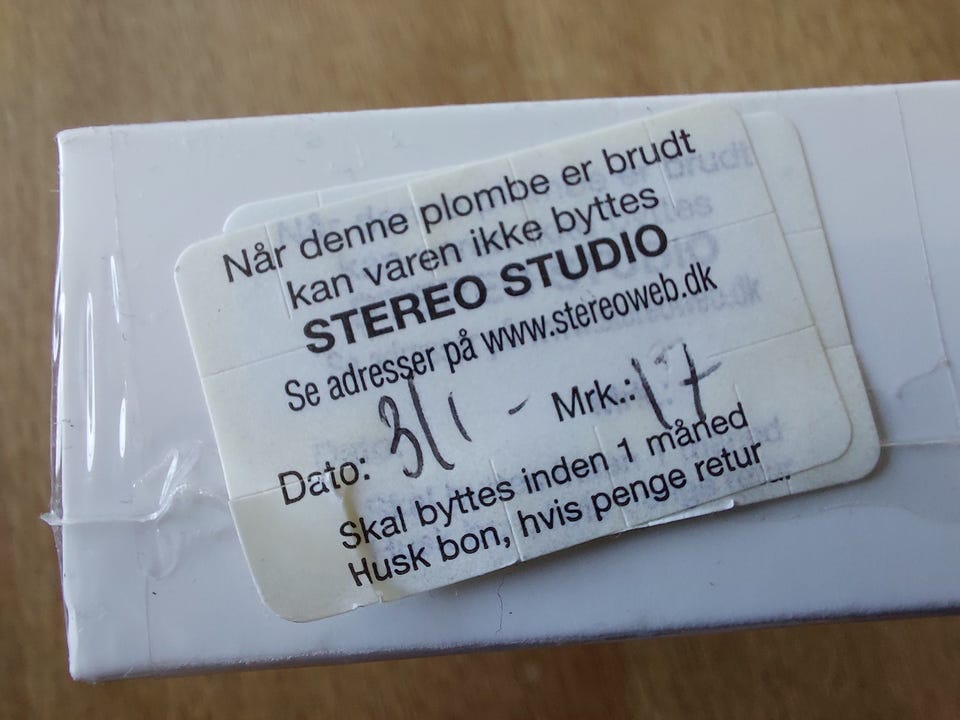 Når denne plombe er brudt
kan varen ikke byttes
STEREO STUDIO
Se adresser på www.stereoweb.dk
Dato: 3/1 - Mrk.: 17
Skal byttes inden 1 måned
Husk bon, hvis penge retur